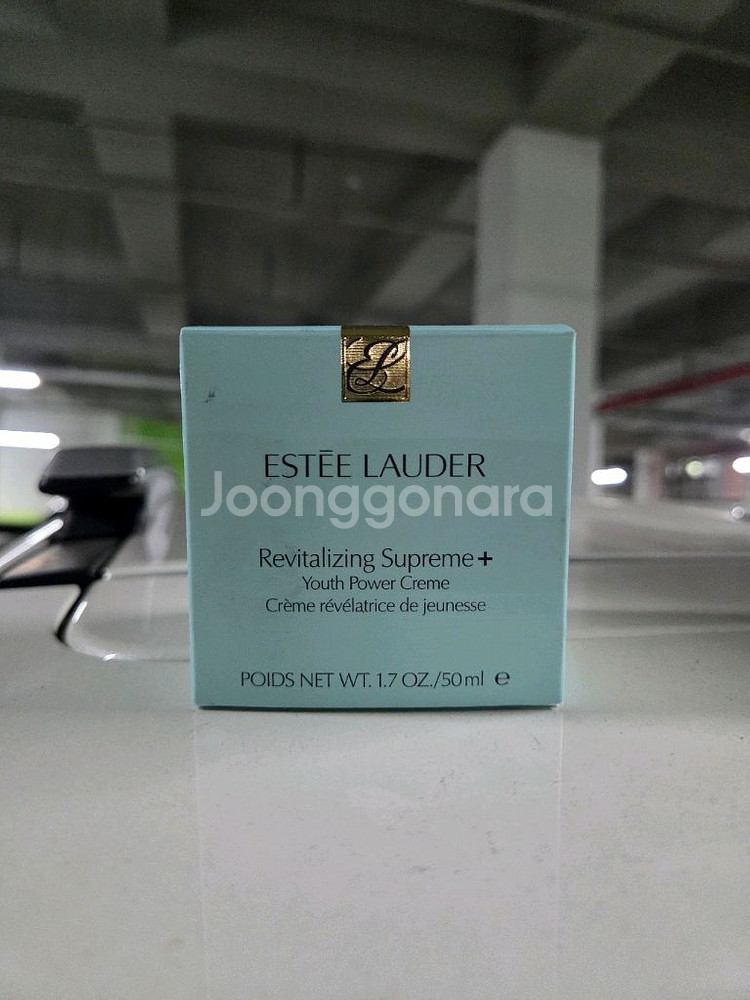 EL
ESTĒE LAUDER
Joonggonara
Revitalizing Supreme+
Youth Power Creme
Crème révélatrice de jeunesse
POIDS NET WT. 1.7 OZ./50ml ℮